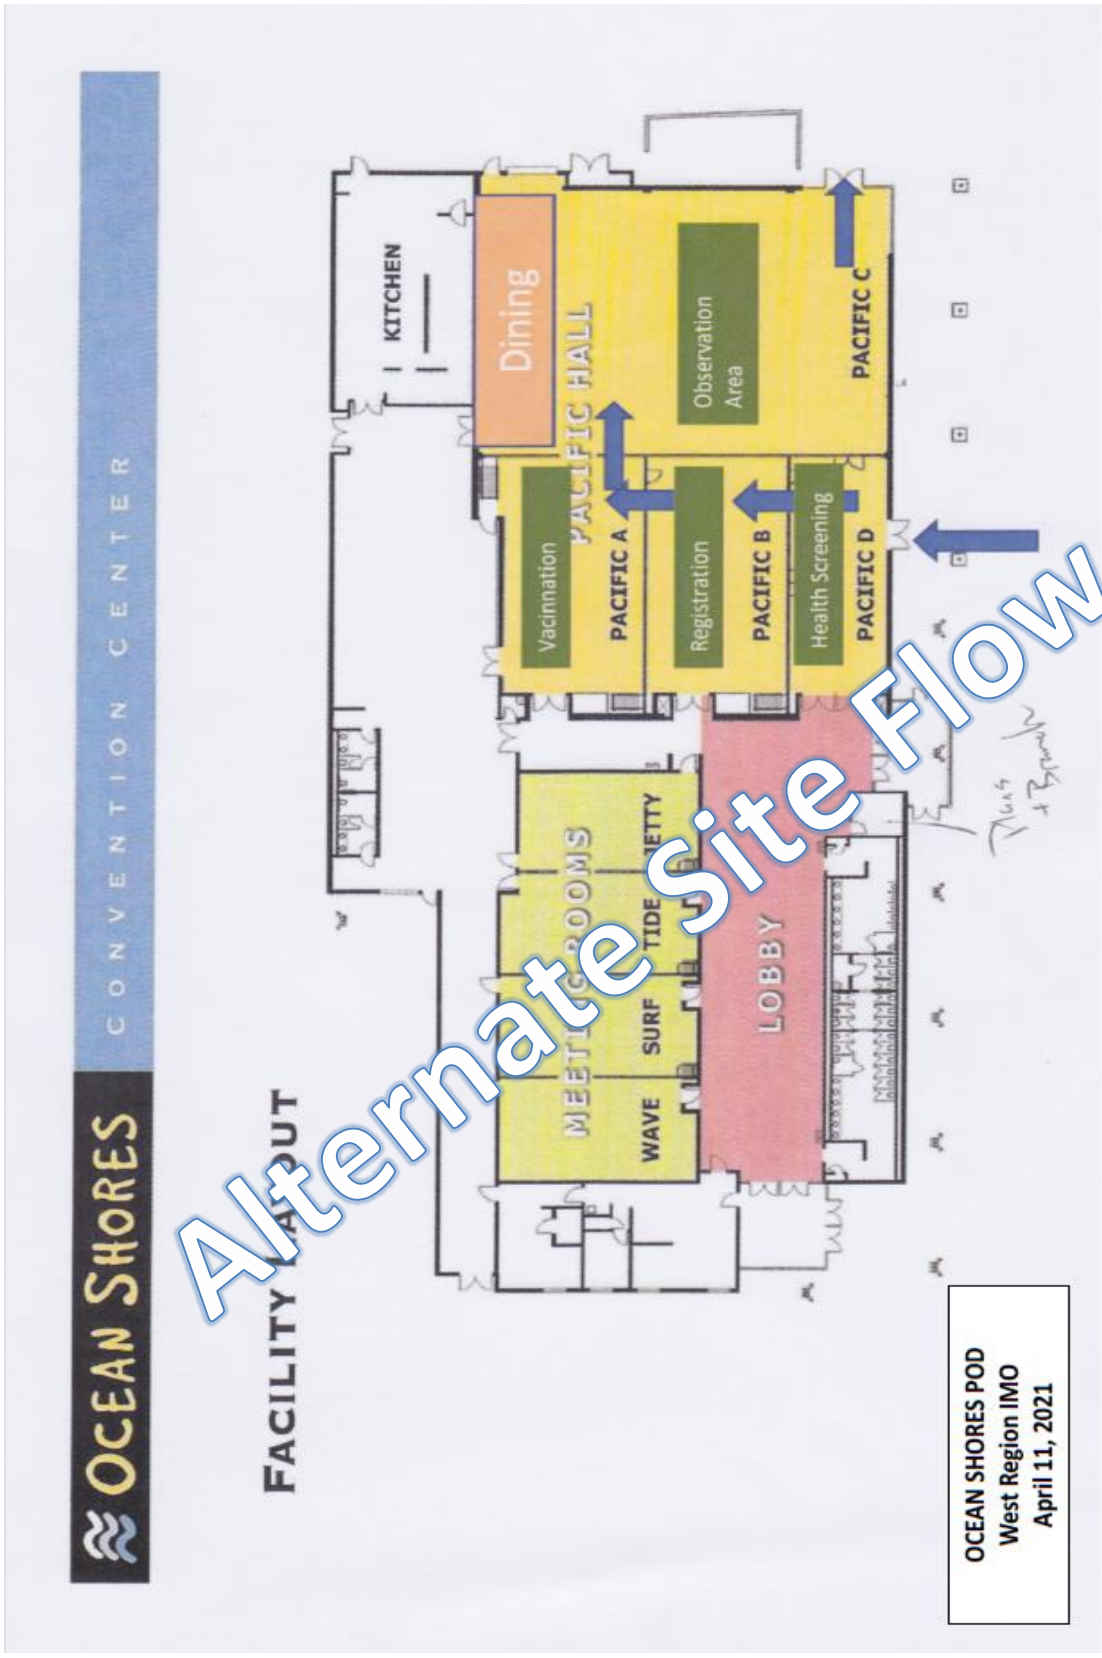 OCEAN SHORES
CONVENTION CENTER
FACILITY LAYOUT
Alternate Site Flow
KITCHEN
Dining
PACIFIC HALL
Vacinnation
PACIFIC A
Registration
PACIFIC B
Health Screening
PACIFIC D
Observation
Area
PACIFIC C
MEETING ROOMS
WAVE
SURF
TIDE
JETTY
LOBBY
OCEAN SHORES POD
West Region IMO
April 11, 2021